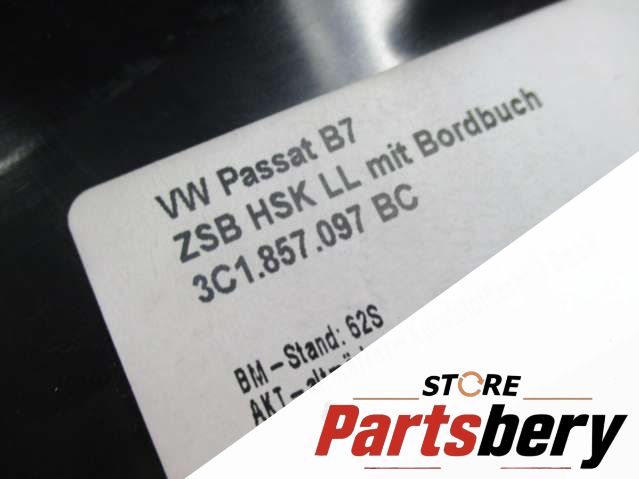 VW Passat B7
ZSB HSK LL mit Bordbuch
3C1.857.097 BC
BM-Stand: 62S
STORE
Partsbery